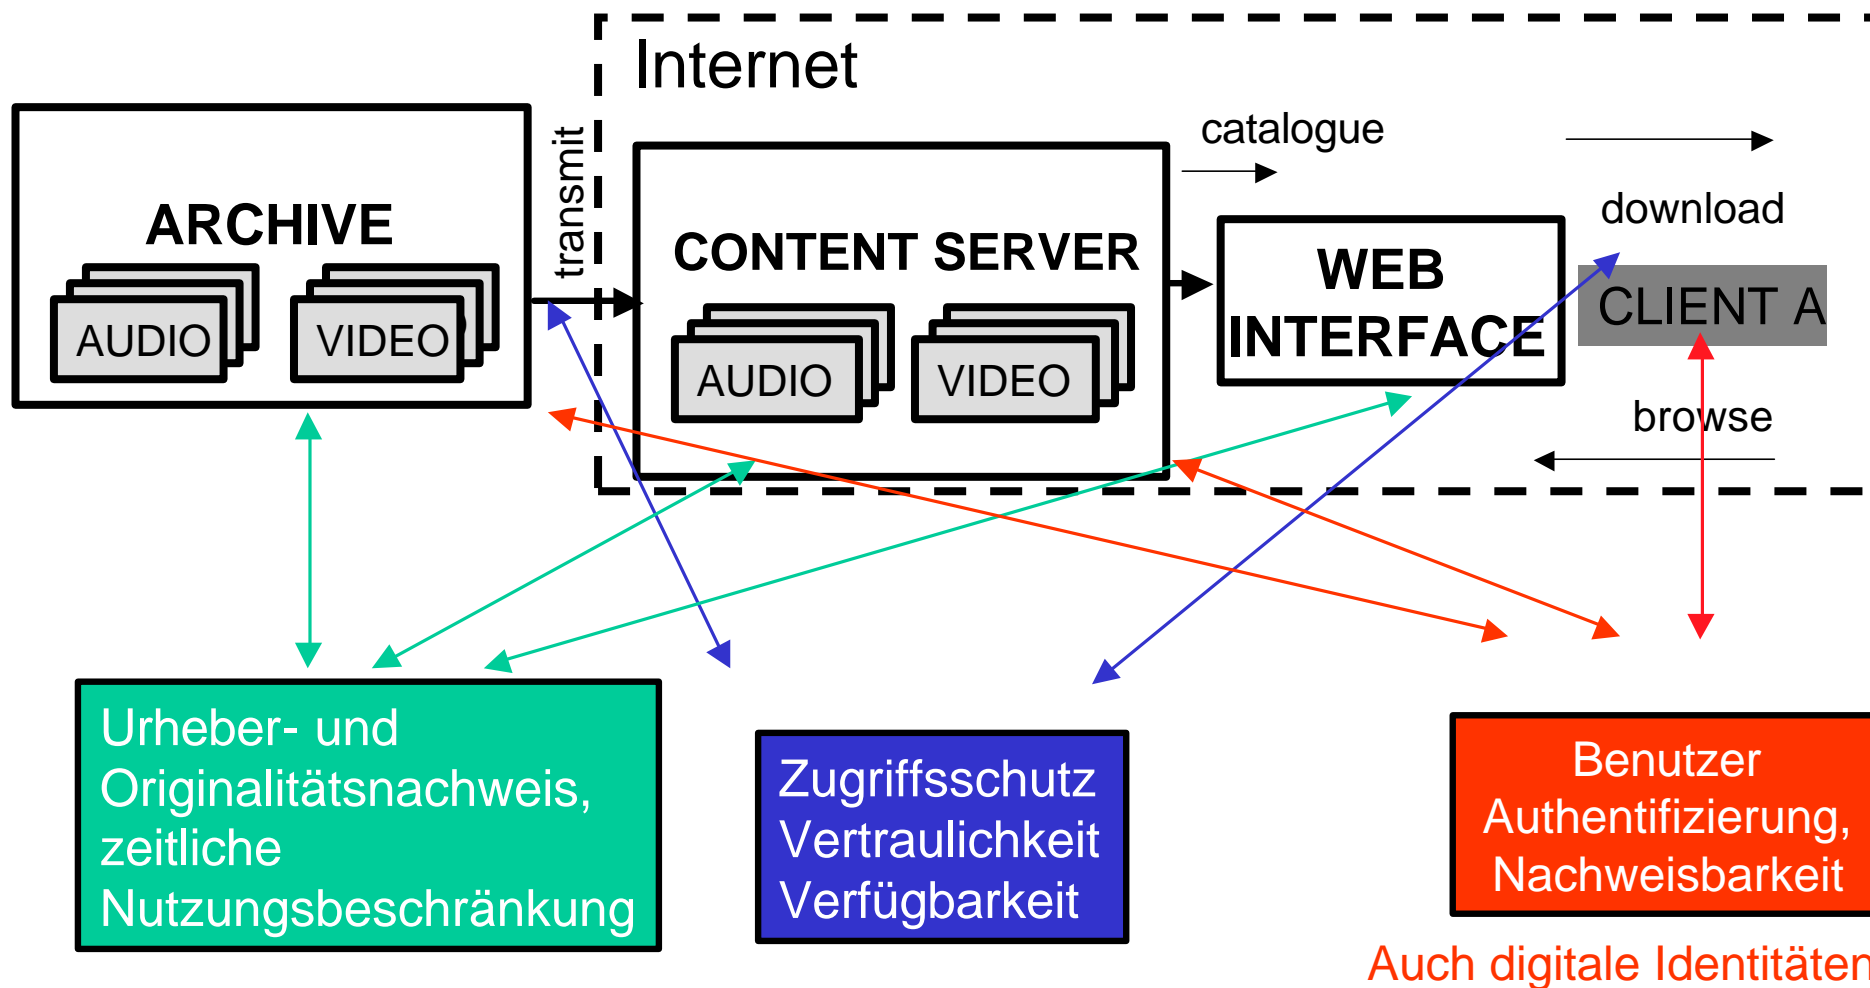 Internet
transmit
catalogue
ARCHIVE
AUDIO
VIDEO
CONTENT SERVER
AUDIO
VIDEO
WEB
INTERFACE
download
CLIENT A
browse
Urheber- und
Originalitätsnachweis,
zeitliche
Nutzungsbeschränkung
Zugriffsschutz
Vertraulichkeit
Verfügbarkeit
Benutzer
Authentifizierung,
Nachweisbarkeit
Auch digitale Identitäten